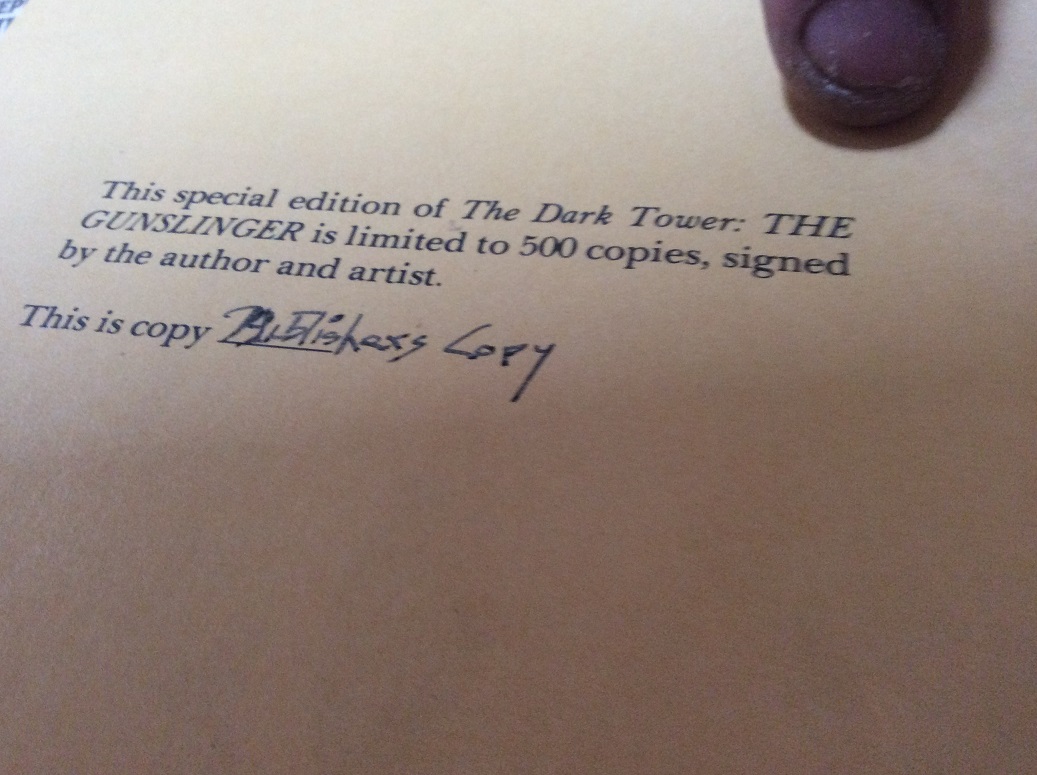 This special edition of The Dark Tower: THE
GUNSLINGER is limited to 500 copies, signed
by the author and artist.
This is copy Publishers Copy